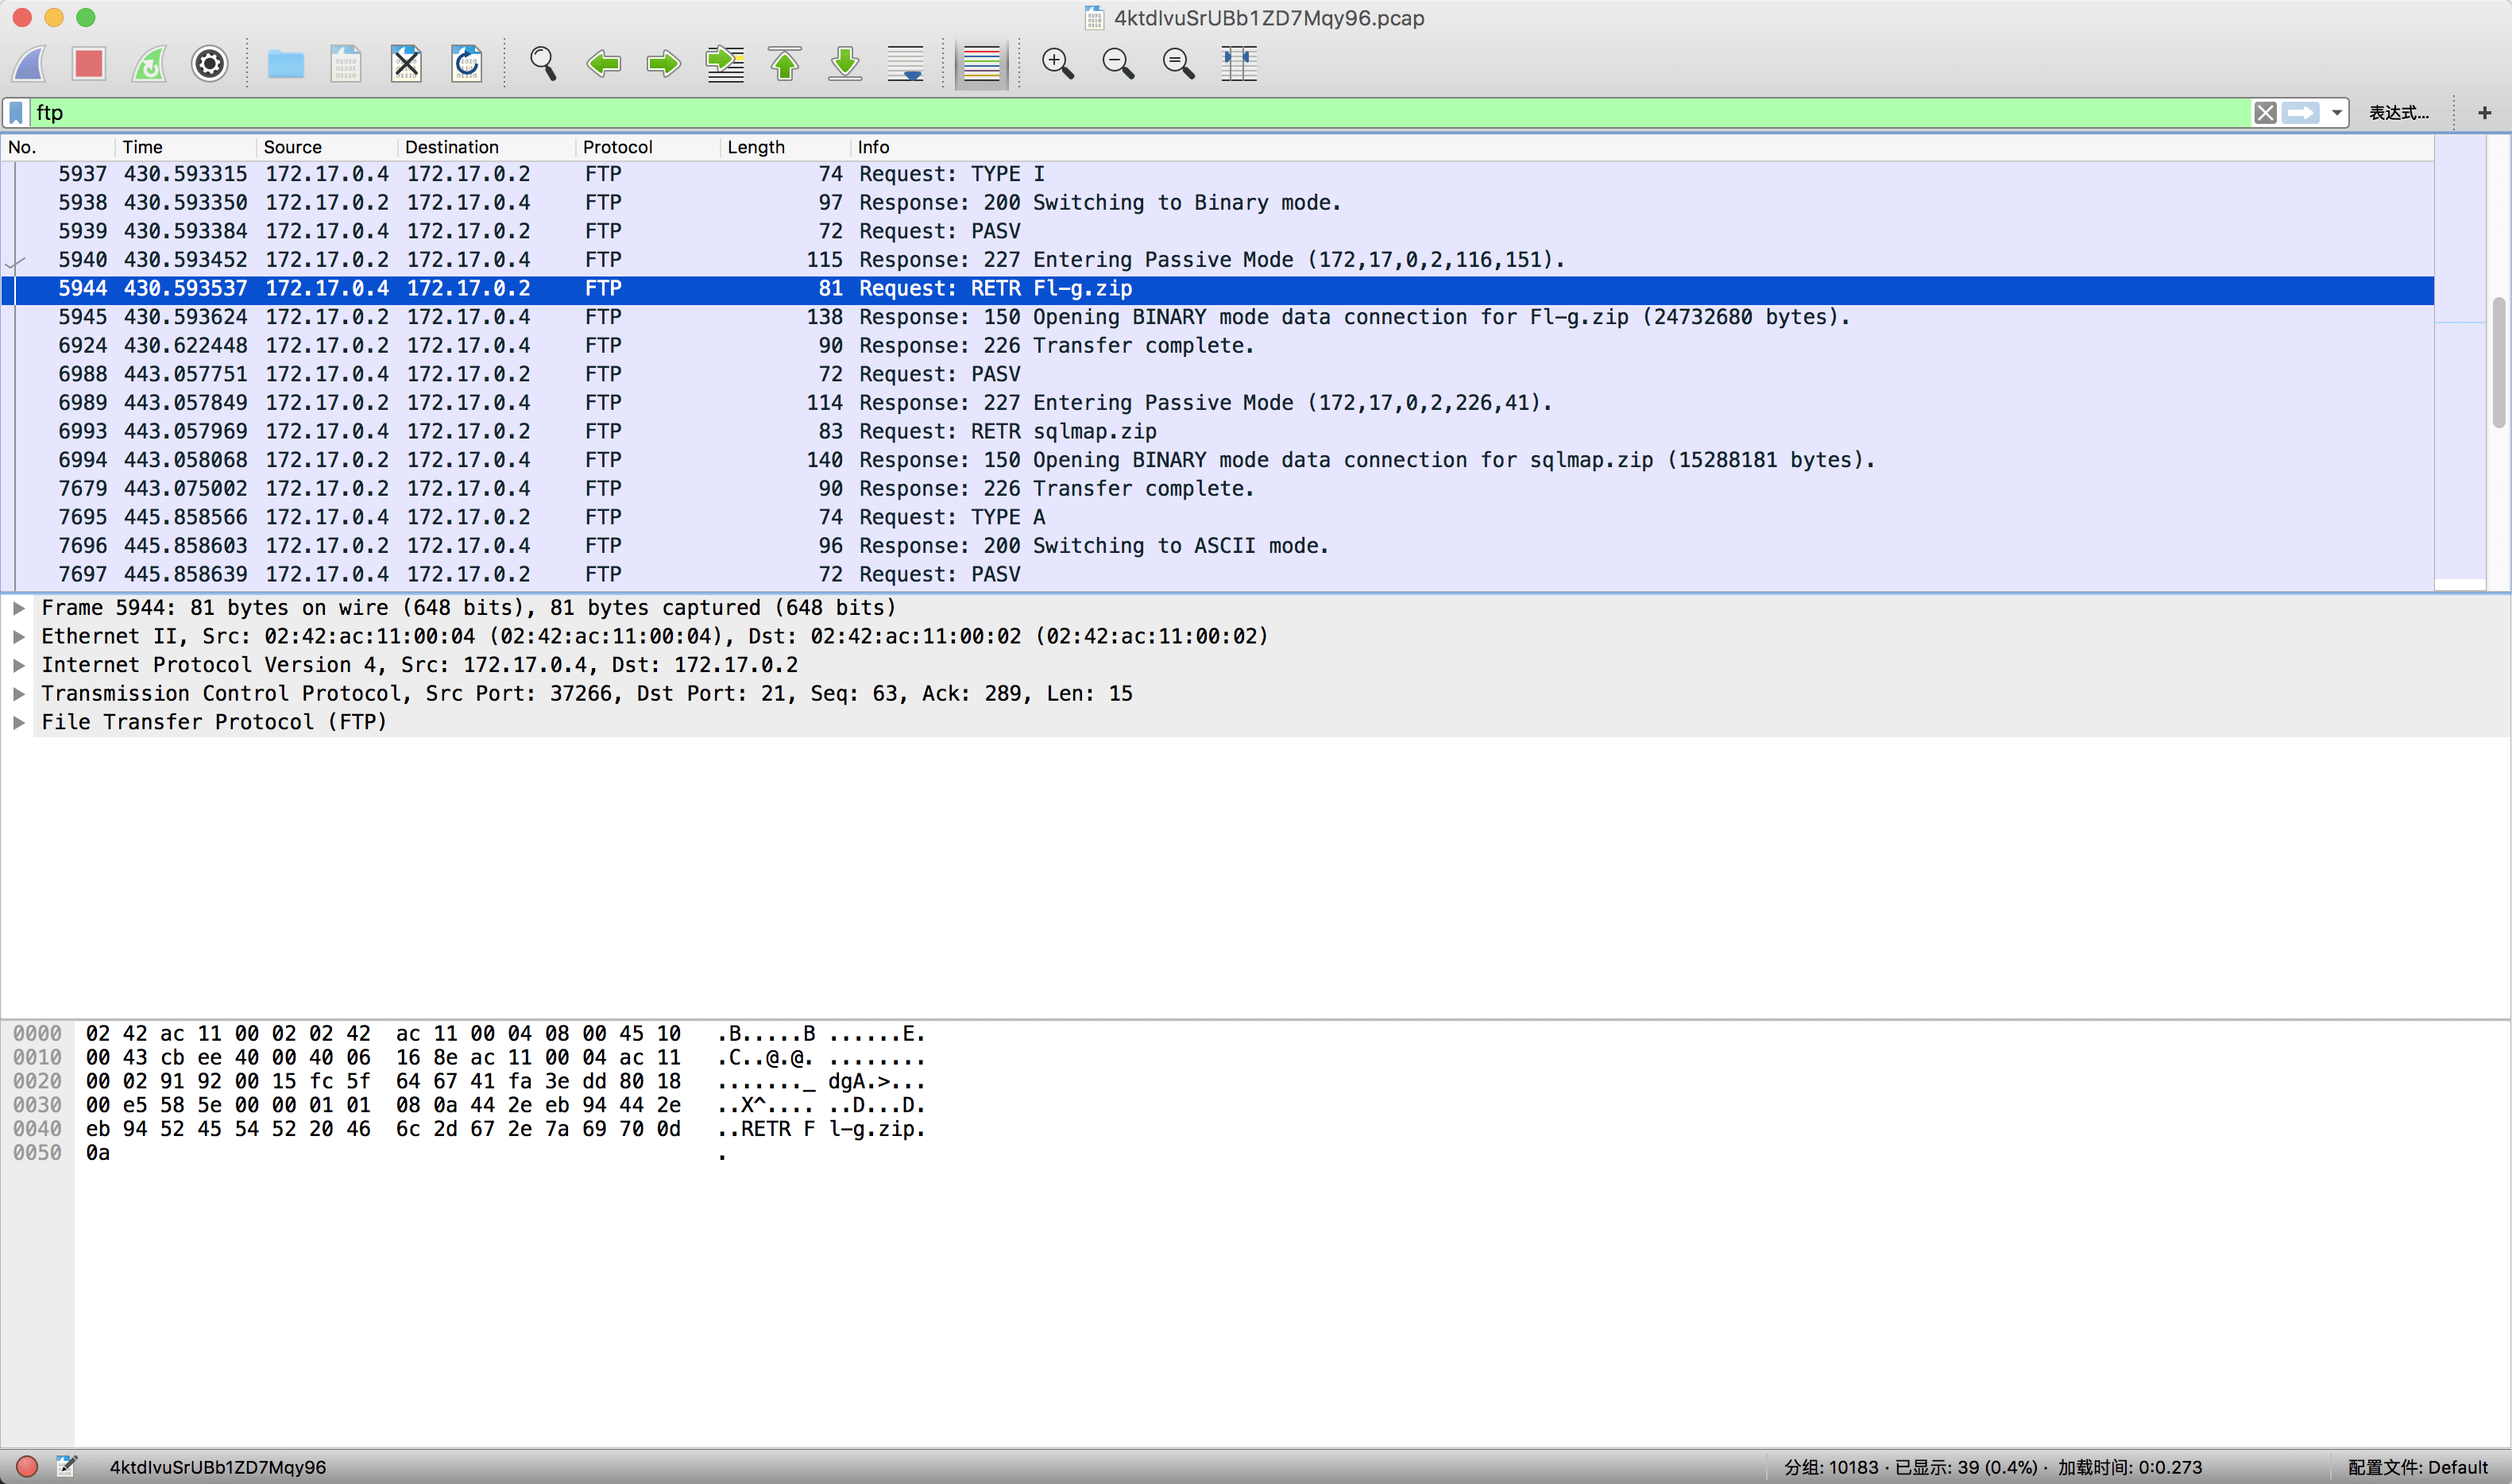 4ktdlvuSrUBb1ZD7Mqy96.pcap
ftp 表达式…
No. Time Source Destination Protocol Length Info
5937 430.593315 172.17.0.4 172.17.0.2 FTP 74 Request: TYPE I
5938 430.593350 172.17.0.2 172.17.0.4 FTP 97 Response: 200 Switching to Binary mode.
5939 430.593384 172.17.0.4 172.17.0.2 FTP 72 Request: PASV
5940 430.593452 172.17.0.2 172.17.0.4 FTP 115 Response: 227 Entering Passive Mode (172,17,0,2,116,151).
5944 430.593537 172.17.0.4 172.17.0.2 FTP 81 Request: RETR Fl-g.zip
5945 430.593624 172.17.0.2 172.17.0.4 FTP 138 Response: 150 Opening BINARY mode data connection for Fl-g.zip (24732680 bytes).
6924 430.622448 172.17.0.2 172.17.0.4 FTP 90 Response: 226 Transfer complete.
6988 443.057751 172.17.0.4 172.17.0.2 FTP 72 Request: PASV
6989 443.057849 172.17.0.2 172.17.0.4 FTP 114 Response: 227 Entering Passive Mode (172,17,0,2,226,41).
6993 443.057969 172.17.0.4 172.17.0.2 FTP 83 Request: RETR sqlmap.zip
6994 443.058068 172.17.0.2 172.17.0.4 FTP 140 Response: 150 Opening BINARY mode data connection for sqlmap.zip (15288181 bytes).
7679 443.075002 172.17.0.2 172.17.0.4 FTP 90 Response: 226 Transfer complete.
7695 445.858566 172.17.0.4 172.17.0.2 FTP 74 Request: TYPE A
7696 445.858603 172.17.0.2 172.17.0.4 FTP 96 Response: 200 Switching to ASCII mode.
7697 445.858639 172.17.0.4 172.17.0.2 FTP 72 Request: PASV
Frame 5944: 81 bytes on wire (648 bits), 81 bytes captured (648 bits)
Ethernet II, Src: 02:42:ac:11:00:04 (02:42:ac:11:00:04), Dst: 02:42:ac:11:00:02 (02:42:ac:11:00:02)
Internet Protocol Version 4, Src: 172.17.0.4, Dst: 172.17.0.2
Transmission Control Protocol, Src Port: 37266, Dst Port: 21, Seq: 63, Ack: 289, Len: 15
File Transfer Protocol (FTP)
0000 02 42 ac 11 00 02 02 42 ac 11 00 04 08 00 45 10 .B.....B ......E.
0010 00 43 cb ee 40 00 40 06 16 8e ac 11 00 04 ac 11 .C..@.@. ........
0020 00 02 91 92 00 15 fc 5f 64 67 41 fa 3e dd 80 18 ......._ dgA.>...
0030 00 e5 58 5e 00 00 01 01 08 0a 44 2e eb 94 44 2e ..X^.... ..D...D.
0040 eb 94 52 45 54 52 20 46 6c 2d 67 2e 7a 69 70 0d ..RETR F l-g.zip.
0050 0a .
4ktdlvuSrUBb1ZD7Mqy96 分组: 10183 · 已显示: 39 (0.4%) · 加载时间: 0:0.273 配置文件: Default